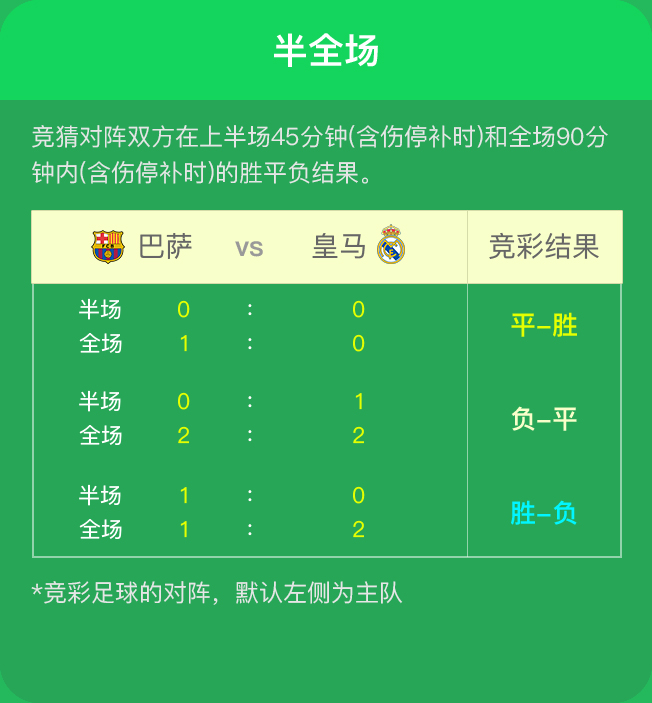 半全场
竞猜对阵双方在上半场45分钟(含伤停补时)和全场90分
钟内(含伤停补时)的胜平负结果。
巴萨 vs 皇马 竞彩结果
半场 0 : 0
全场 1 : 0
平–胜
半场 0 : 1
全场 2 : 2
负–平
半场 1 : 0
全场 1 : 2
胜–负
*竞彩足球的对阵，默认左侧为主队